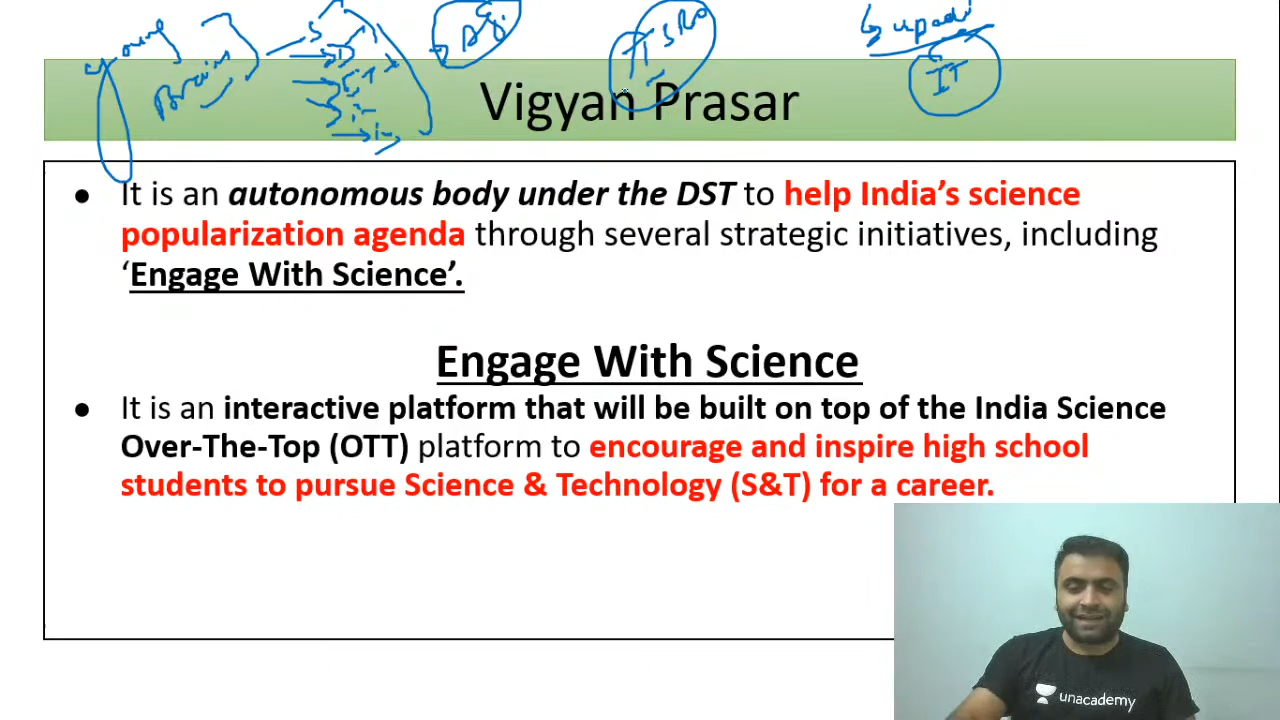 young
Brain
IT
Vigyan Prasar
● It is an autonomous body under the DST to help India’s science
popularization agenda through several strategic initiatives, including
‘Engage With Science’.
Engage With Science
● It is an interactive platform that will be built on top of the India Science
Over-The-Top (OTT) platform to encourage and inspire high school
students to pursue Science & Technology (S&T) for a career.
unacademy